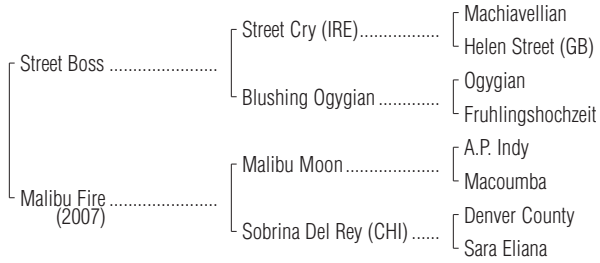 Machiavellian
Street Cry (IRE)..................
Helen Street (GB)
Street Boss ........................
Ogygian
Blushing Ogygian ..............
Fruhlingshochzeit
A.P. Indy
Malibu Moon .....................
Macoumba
Malibu Fire ........................
(2007)
Denver County
Sobrina Del Rey (CHI) ......
Sara Eliana